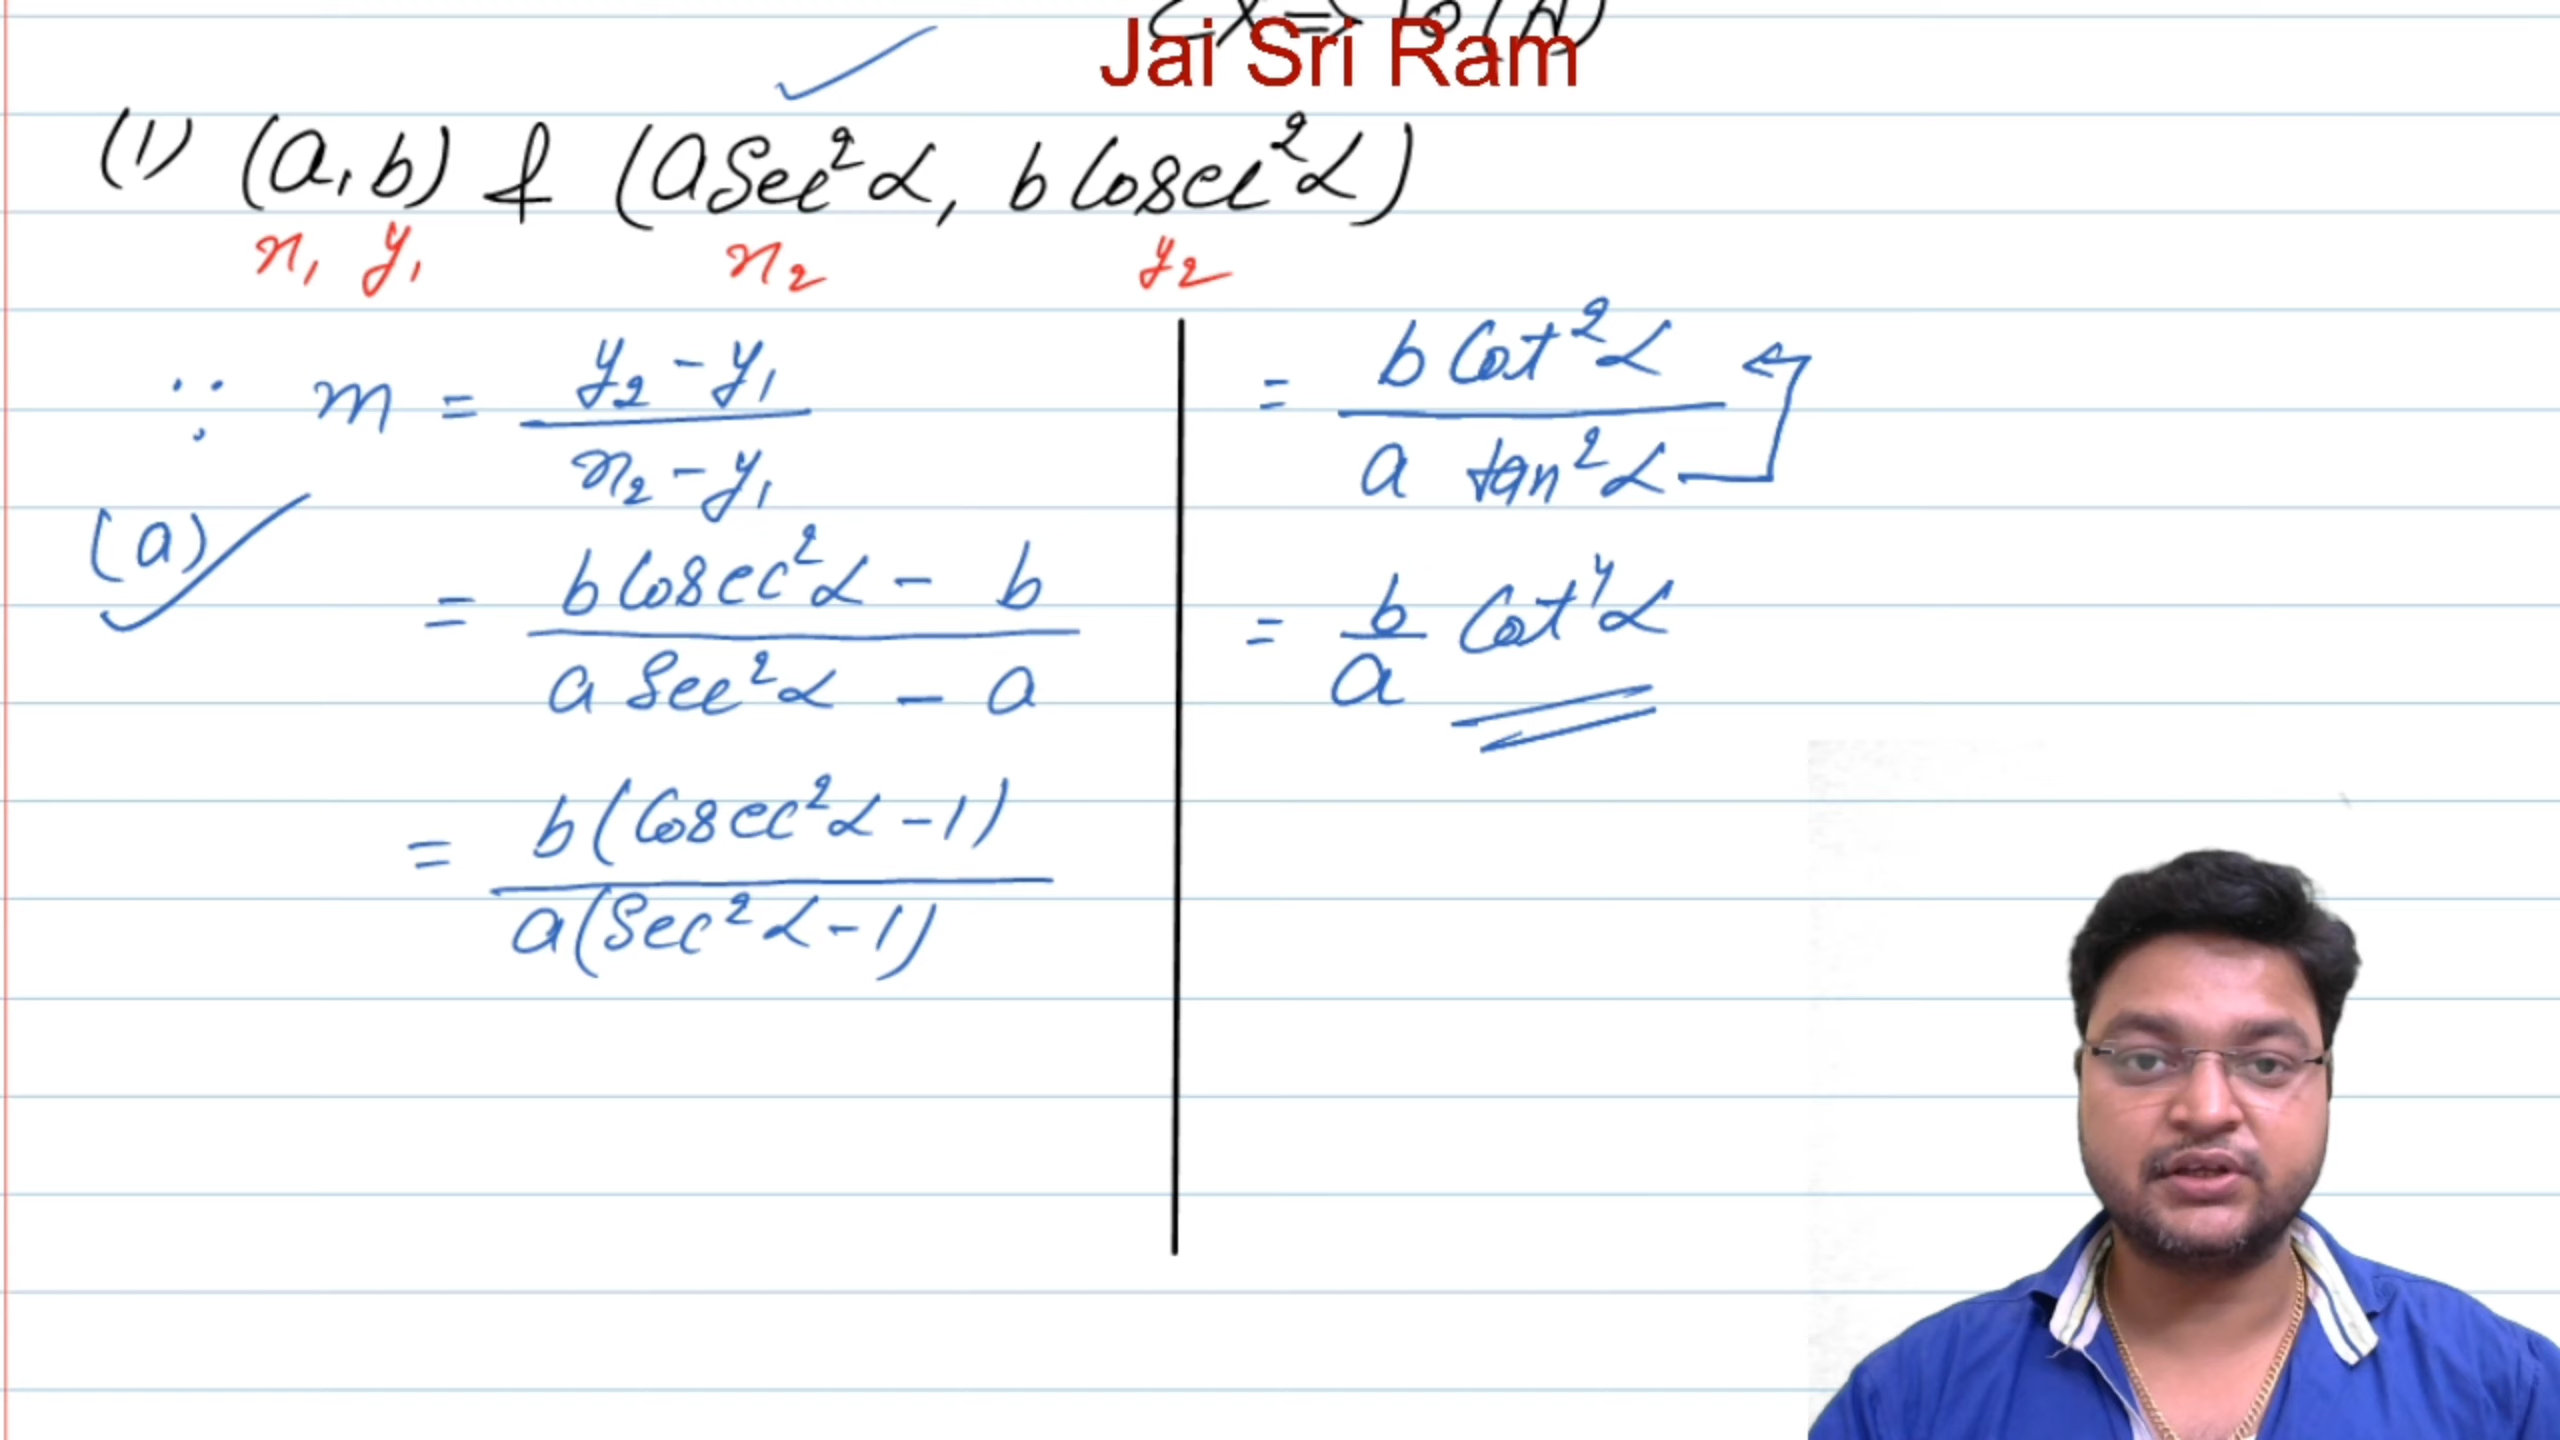 Jai Sri Ram
(1) (a, b) & (a Sec²α, b Cosec²α)
x₁ y₁ x₂ y₂
∵ m = y₂ - y₁ / x₂ - y₁
(a)
= b Cosec²α - b / a Sec²α - a
= b(Cosec²α - 1) / a(Sec²α - 1)
= b Cot²α / a tan²α
= b/a Cot⁴α